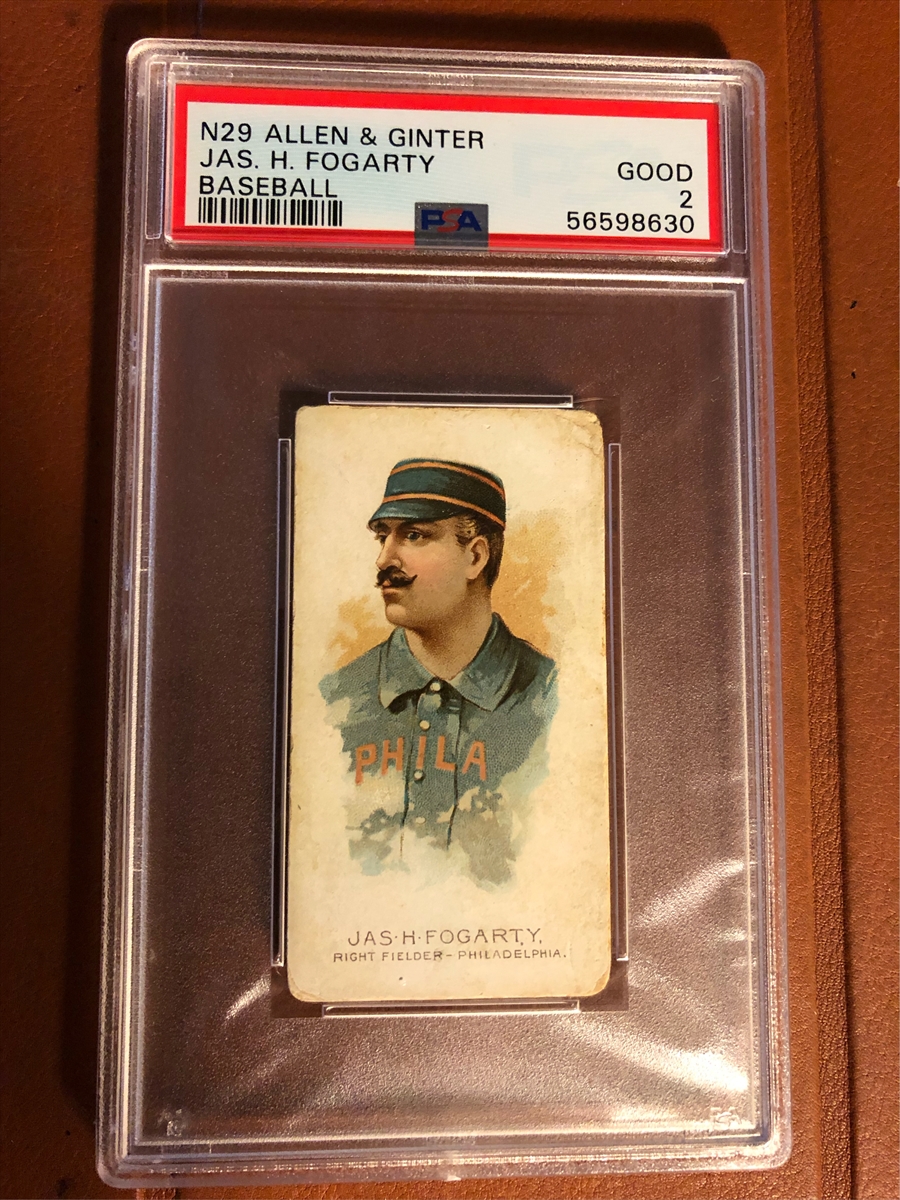 N29 ALLEN & GINTER
JAS. H. FOGARTY
BASEBALL
GOOD
2
56598630
PSA
PHILA
JAS·H·FOGARTY.
RIGHT FIELDER-PHILADELPHIA.